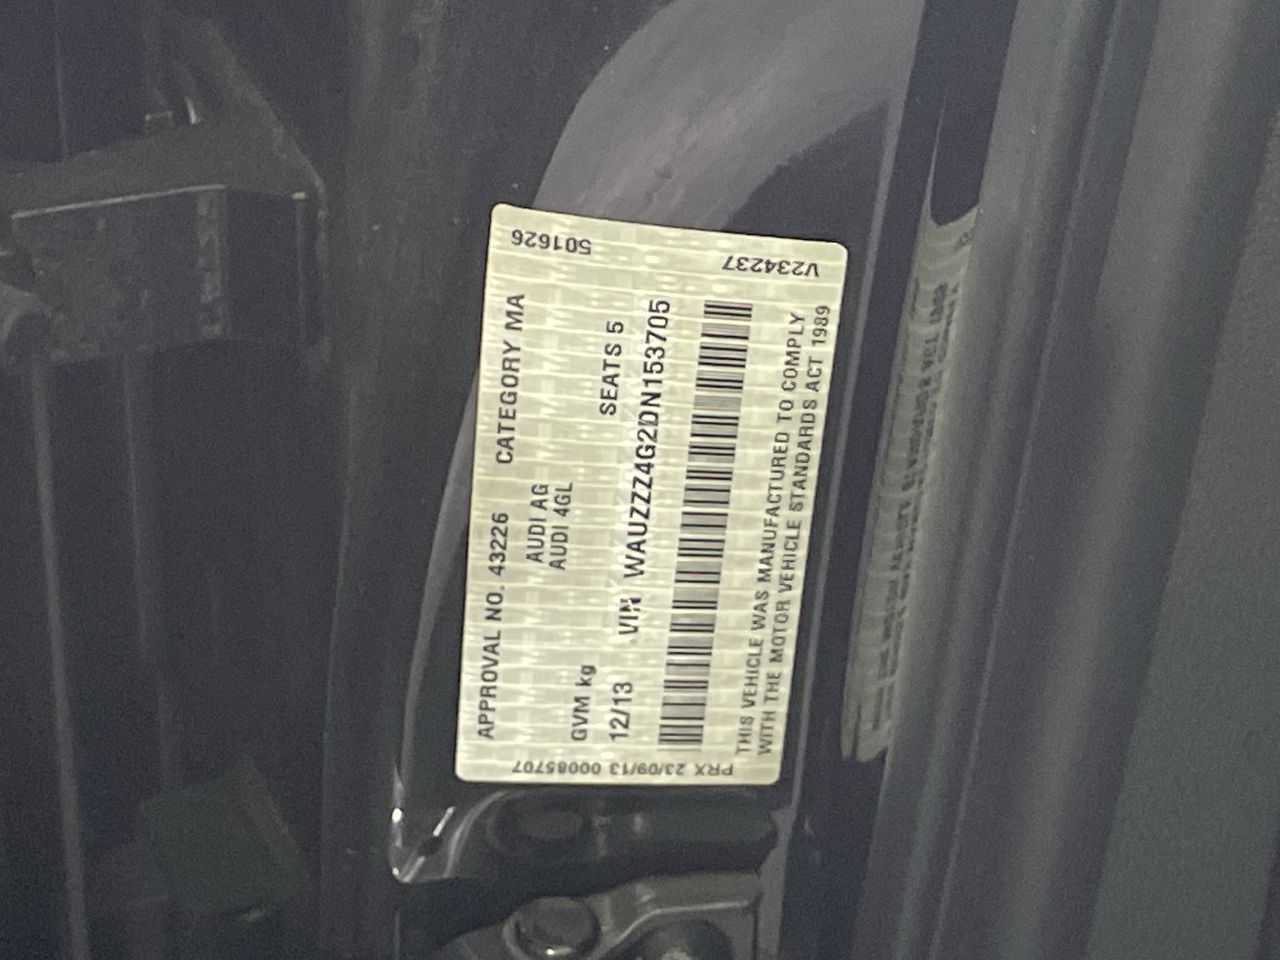 501626
V234237
APPROVAL NO. 43226 CATEGORY MA
AUDI AG
AUDI 4GL
GVM kg SEATS 5
12/13 VIN WAUZZZ4G2DN153705
THIS VEHICLE WAS MANUFACTURED TO COMPLY
WITH THE MOTOR VEHICLE STANDARDS ACT 1989
PRX 23/09/13 00085707